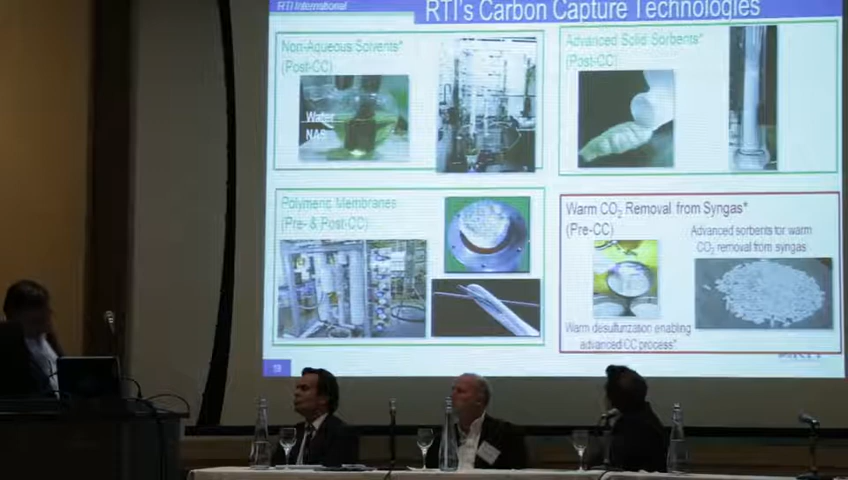 RTI International
RTI's Carbon Capture Technologies
Non-Aqueous Solvents*
(Post-CC)
Water
NAS
Advanced Solid Sorbents*
(Post-CC)
Polymeric Membranes
(Pre- & Post-CC)
Warm CO₂ Removal from Syngas*
(Pre-CC)
Advanced sorbents for warm
CO₂ removal from syngas
Warm desulfurization enabling
advanced CC process*